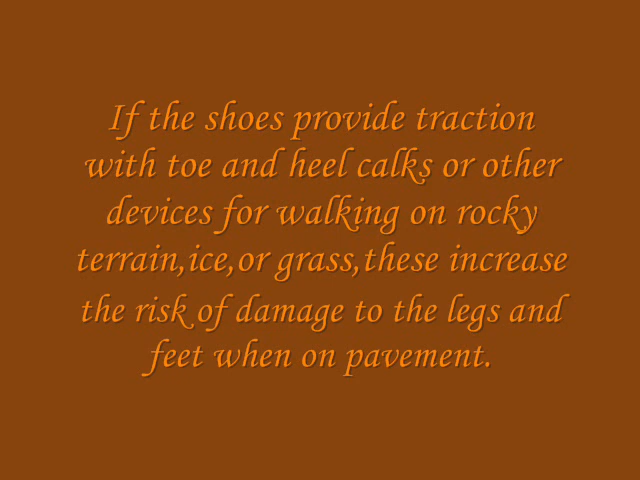 If the shoes provide traction
with toe and heel calks or other
devices for walking on rocky
terrain,ice,or grass,these increase
the risk of damage to the legs and
feet when on pavement.